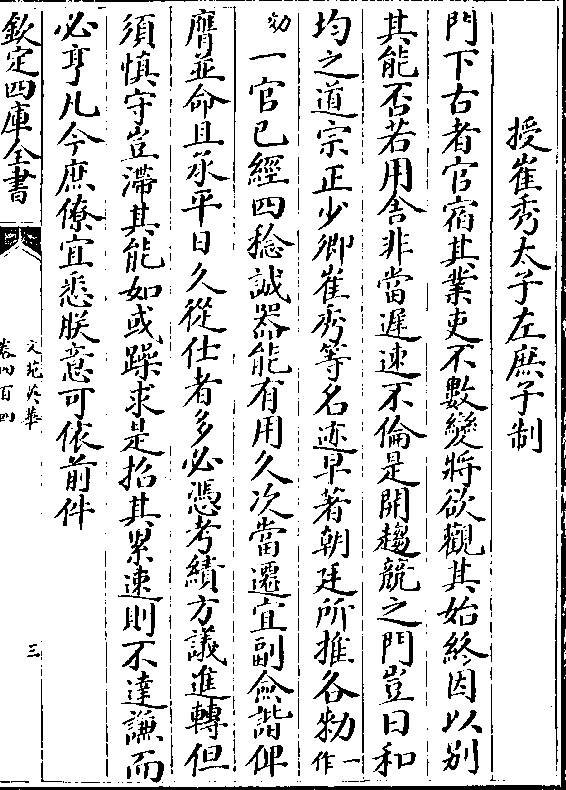 授崔秀太子左庶子制
門下古者官宿其業吏不數變將欲觀其始終因以别
其能否若用舍非當遲速不倫是開趨競之門豈曰和
均之道宗正少卿崔秀等名迹早著朝廷所推各勑一作
効一官已經四稔誠器能有用久次當遷宜副僉諧俾
膺並命且承平日久從仕者多必憑考績方議進轉但
須慎守豈滯其能如或躁求是招其累速則不達謙而
必亨凡今庶僚宜悉朕意可依前件
欽定四庫全書
文苑英華
卷四百四
三